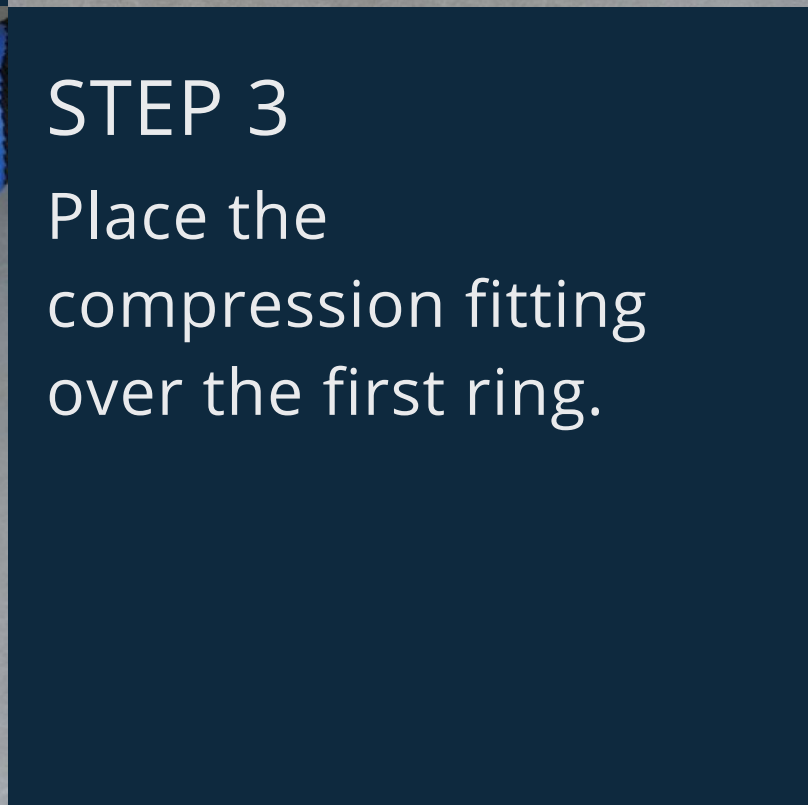 STEP 3
Place the
compression fitting
over the first ring.